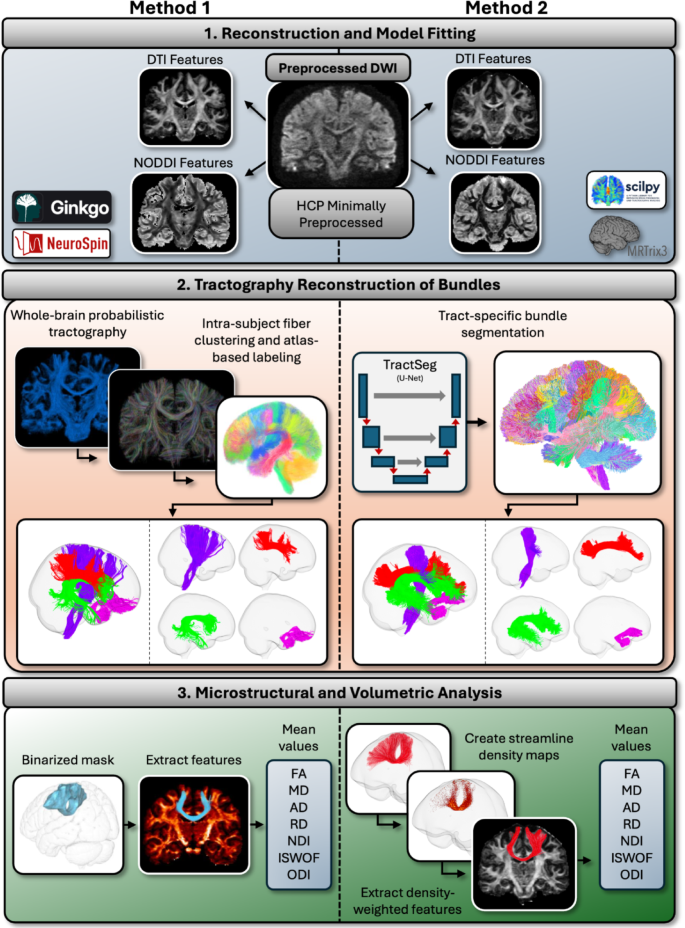 Method 1
Method 2
1. Reconstruction and Model Fitting
DTI Features
Preprocessed DWI
DTI Features
NODDI Features
NODDI Features
HCP Minimally
Preprocessed
Ginkgo
NeuroSpin
scilpy
MRTrix3
2. Tractography Reconstruction of Bundles
Whole-brain probabilistic
tractography
Intra-subject fiber
clustering and atlas-
based labeling
Tract-specific bundle
segmentation
TractSeg
(U-Net)
3. Microstructural and Volumetric Analysis
Binarized mask
Extract features
Mean
values
FA
MD
AD
RD
NDI
ISWOF
ODI
Create streamline
density maps
Extract density-
weighted features
Mean
values
FA
MD
AD
RD
NDI
ISWOF
ODI